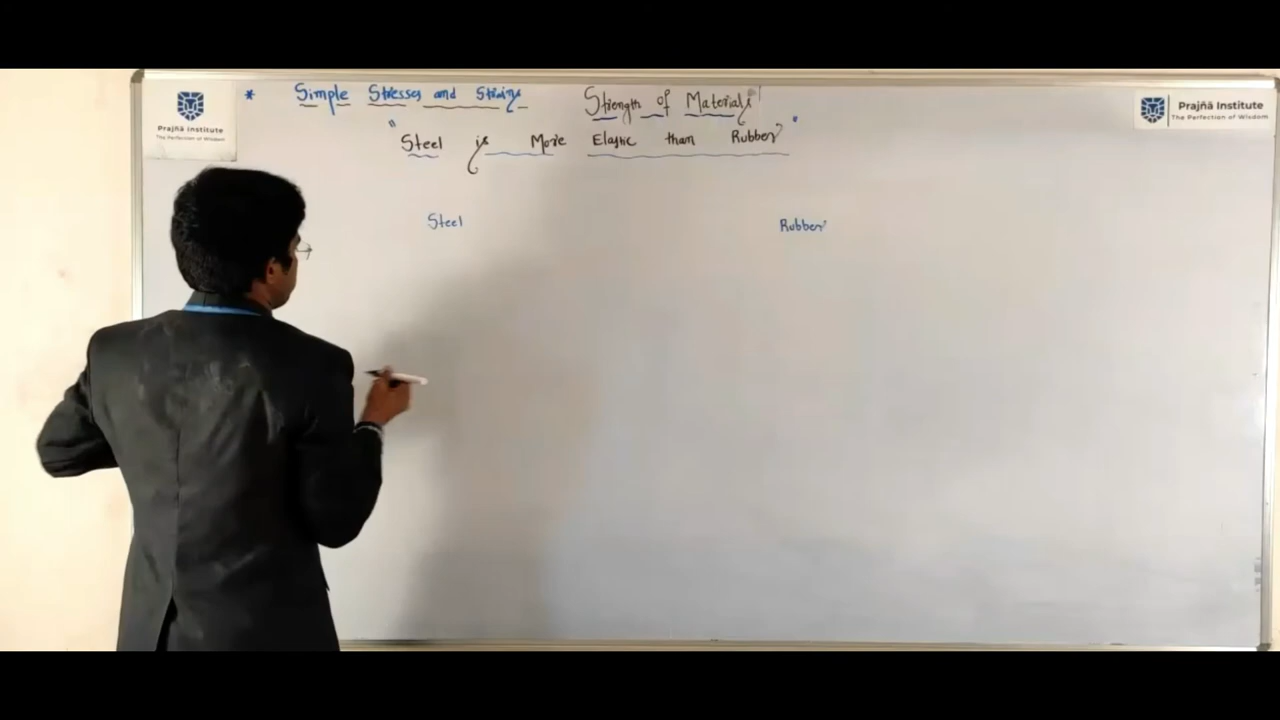 * Simple Stresses and Strains Strength of Materials
"Steel is More Elastic than Rubber"
Steel Rubber
Prajñā Institute
The Perfection of Wisdom
Prajñā Institute
The Perfection of Wisdom